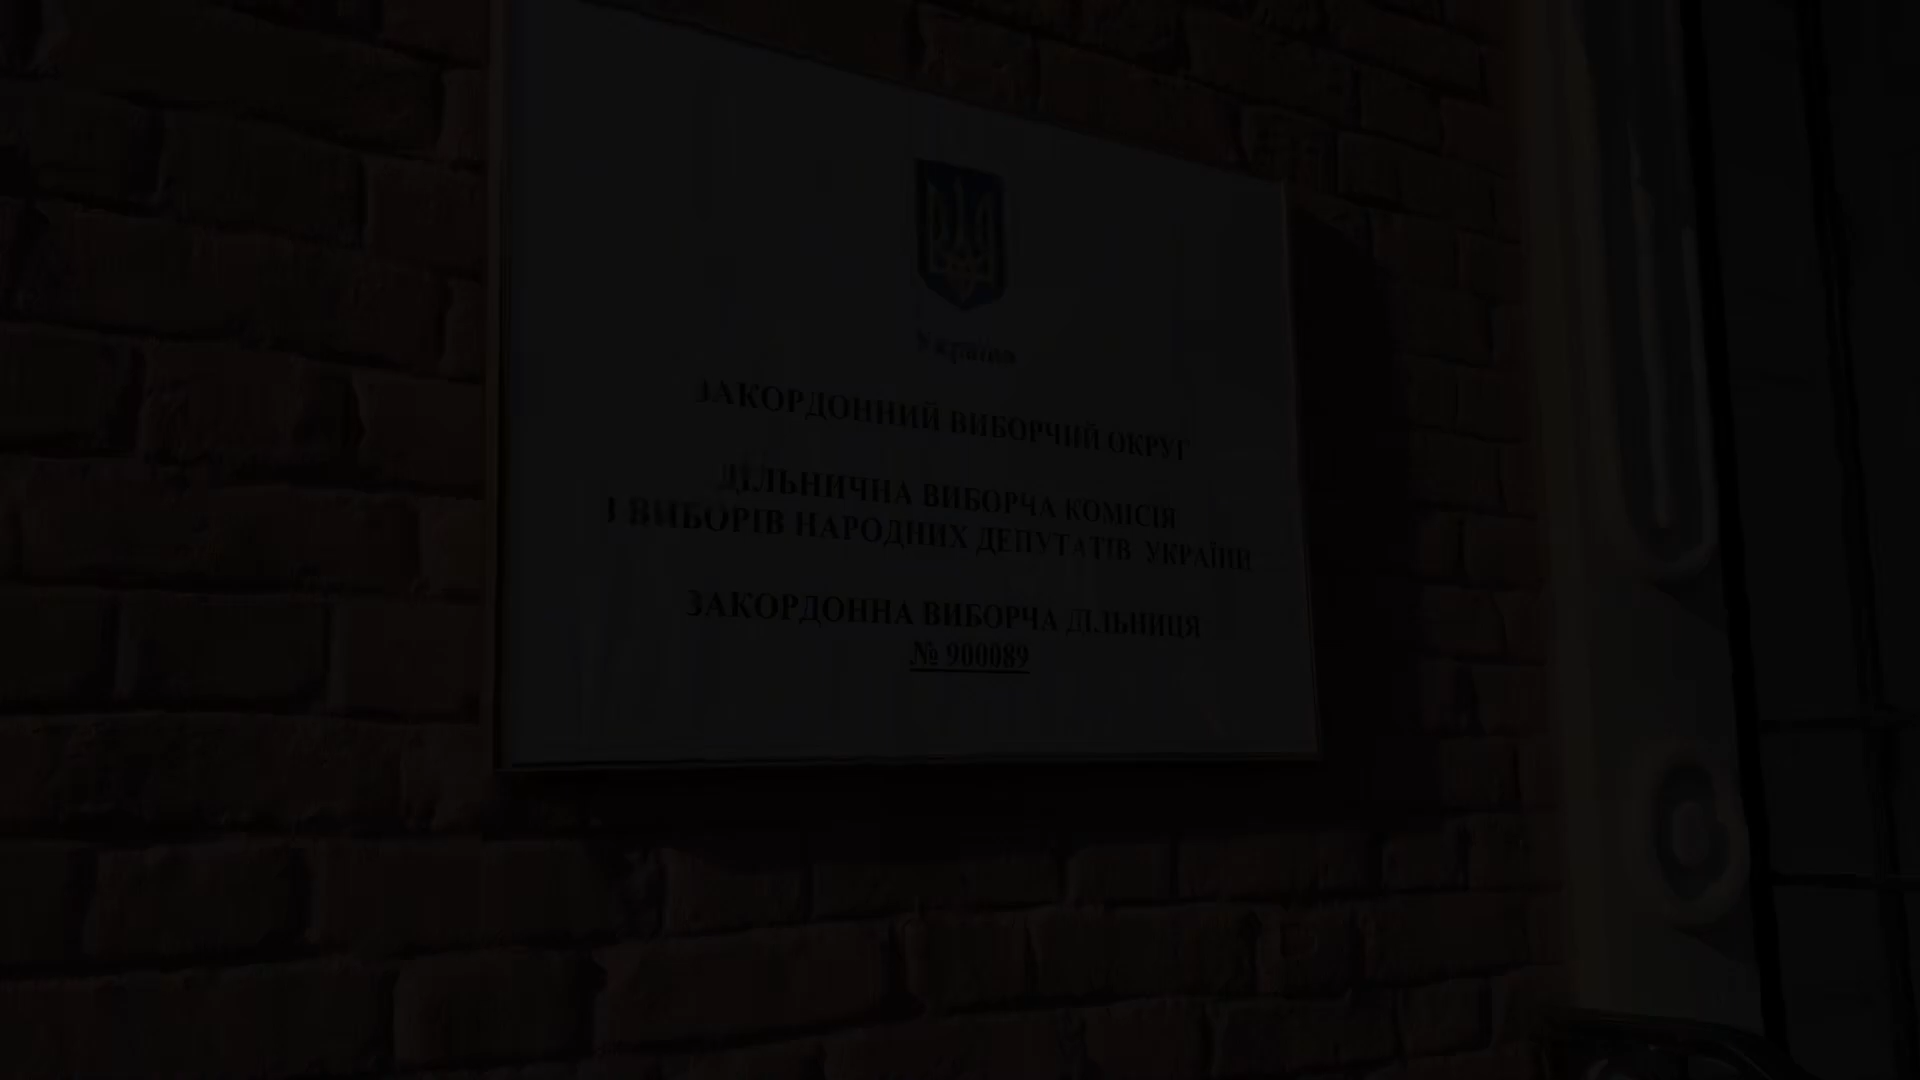 Україна
ЗАКОРДОННИЙ ВИБОРЧИЙ ОКРУГ
ДІЛЬНИЧНА ВИБОРЧА КОМІСІЯ
ВИБОРІВ НАРОДНИХ ДЕПУТАТІВ УКРАЇНИ
ЗАКОРДОННА ВИБОРЧА ДІЛЬНИЦЯ
№ 900089